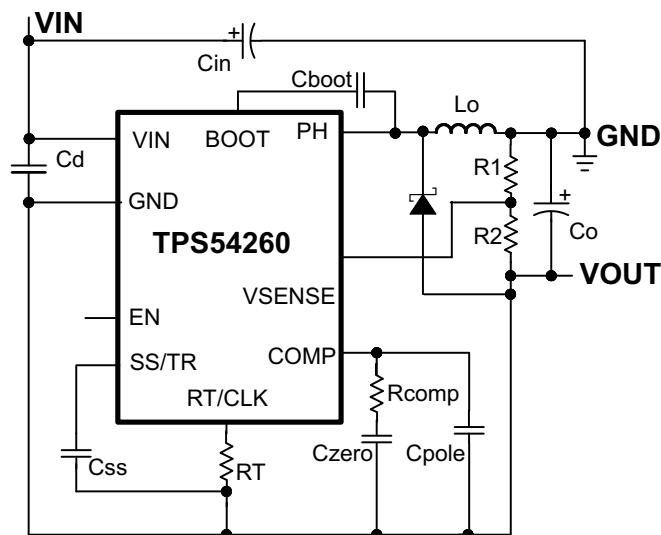 VIN
Cin
+
Cboot
Lo
VIN
BOOT
PH
GND
Cd
R1
GND
+
TPS54260
R2
Co
VSENSE
VOUT
EN
SS/TR
COMP
RT/CLK
Rcomp
Css
RT
Czero
Cpole